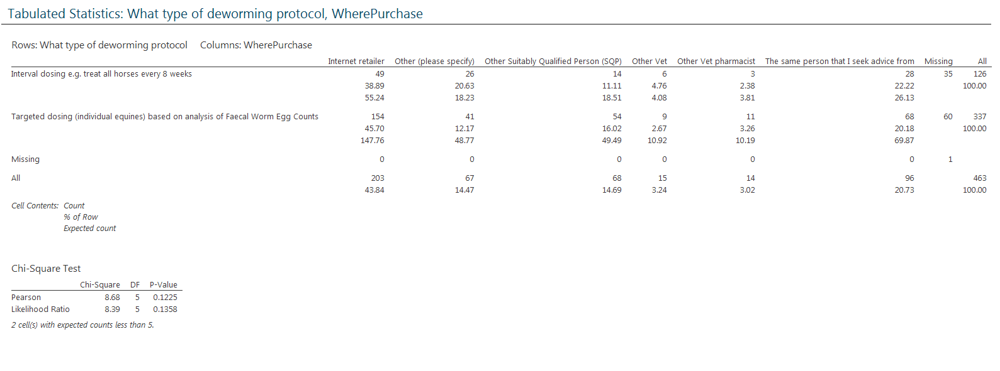 Tabulated Statistics: What type of deworming protocol, WherePurchase
Rows: What type of deworming protocol Columns: WherePurchase
Internet retailer Other (please specify) Other Suitably Qualified Person (SQP) Other Vet Other Vet pharmacist The same person that I seek advice from Missing All
Interval dosing e.g. treat all horses every 8 weeks 49 26 14 6 3 28 35 126
38.89 20.63 11.11 4.76 2.38 22.22 100.00
55.24 18.23 18.51 4.08 3.81 26.13
Targeted dosing (individual equines) based on analysis of Faecal Worm Egg Counts 154 41 54 9 11 68 60 337
45.70 12.17 16.02 2.67 3.26 20.18 100.00
147.76 48.77 49.49 10.92 10.19 69.87
Missing 0 0 0 0 0 0 1
All 203 67 68 15 14 96 463
43.84 14.47 14.69 3.24 3.02 20.73 100.00
Cell Contents: Count
% of Row
Expected count
Chi-Square Test
Chi-Square DF P-Value
Pearson 8.68 5 0.1225
Likelihood Ratio 8.39 5 0.1358
2 cell(s) with expected counts less than 5.